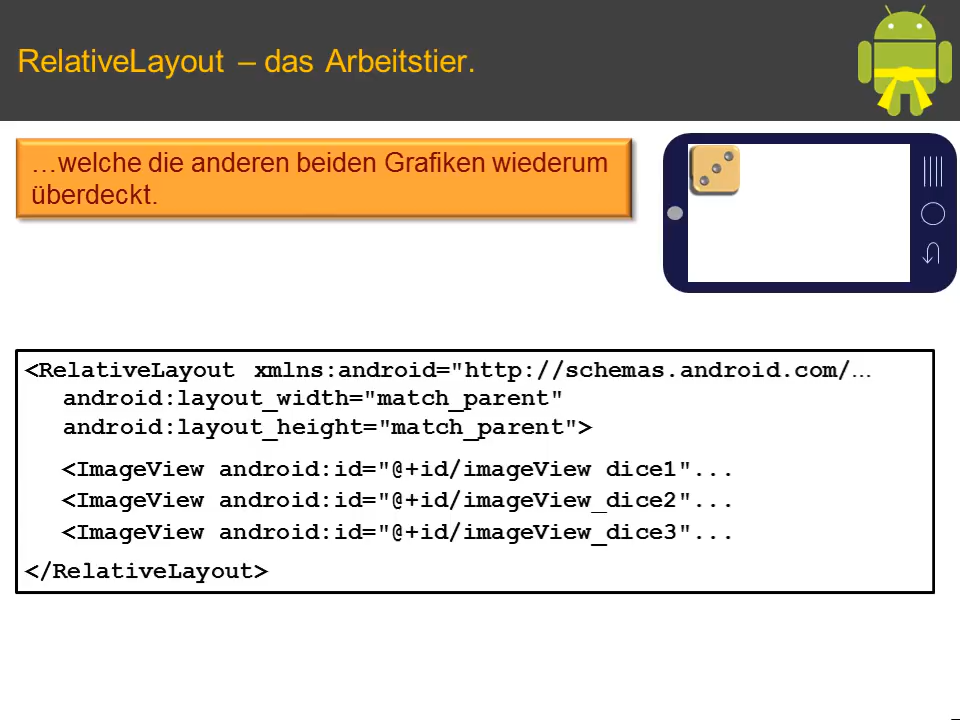 RelativeLayout – das Arbeitstier.
…welche die anderen beiden Grafiken wiederum
überdeckt.
<RelativeLayout xmlns:android="http://schemas.android.com/…
android:layout_width="match_parent"
android:layout_height="match_parent">
<ImageView android:id="@+id/imageView dice1"...
<ImageView android:id="@+id/imageView_dice2"...
<ImageView android:id="@+id/imageView_dice3"...
</RelativeLayout>